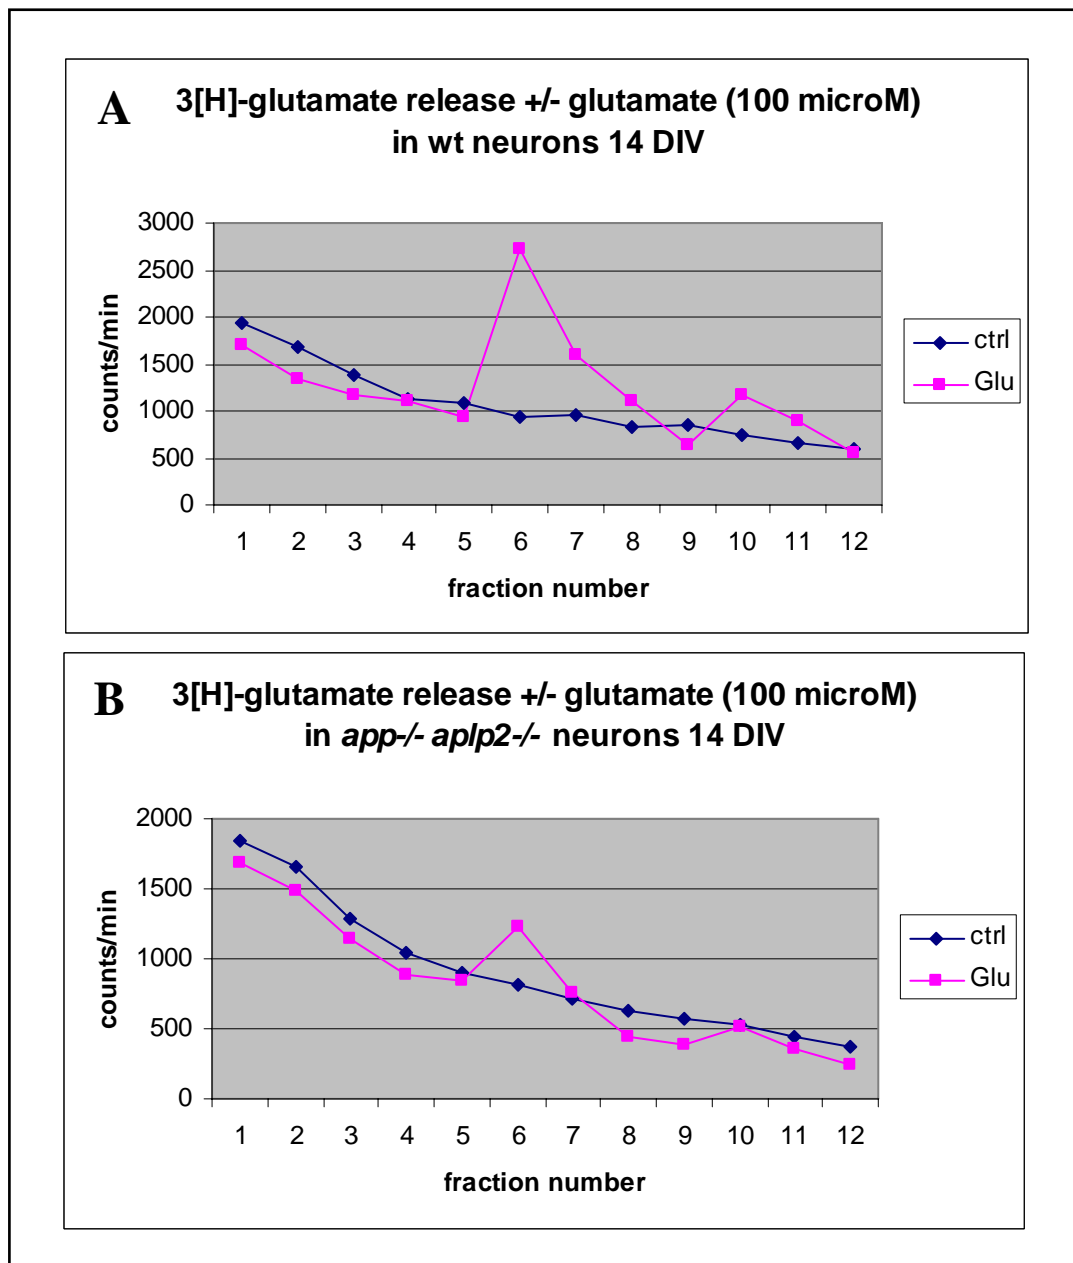 A
3[H]-glutamate release +/- glutamate (100 microM)
in wt neurons 14 DIV
3000
2500
2000
1500
1000
500
0
counts/min
1 2 3 4 5 6 7 8 9 10 11 12
fraction number
ctrl
Glu
B
3[H]-glutamate release +/- glutamate (100 microM)
in app-/- aplp2-/- neurons 14 DIV
2000
1500
1000
500
0
counts/min
1 2 3 4 5 6 7 8 9 10 11 12
fraction number
ctrl
Glu